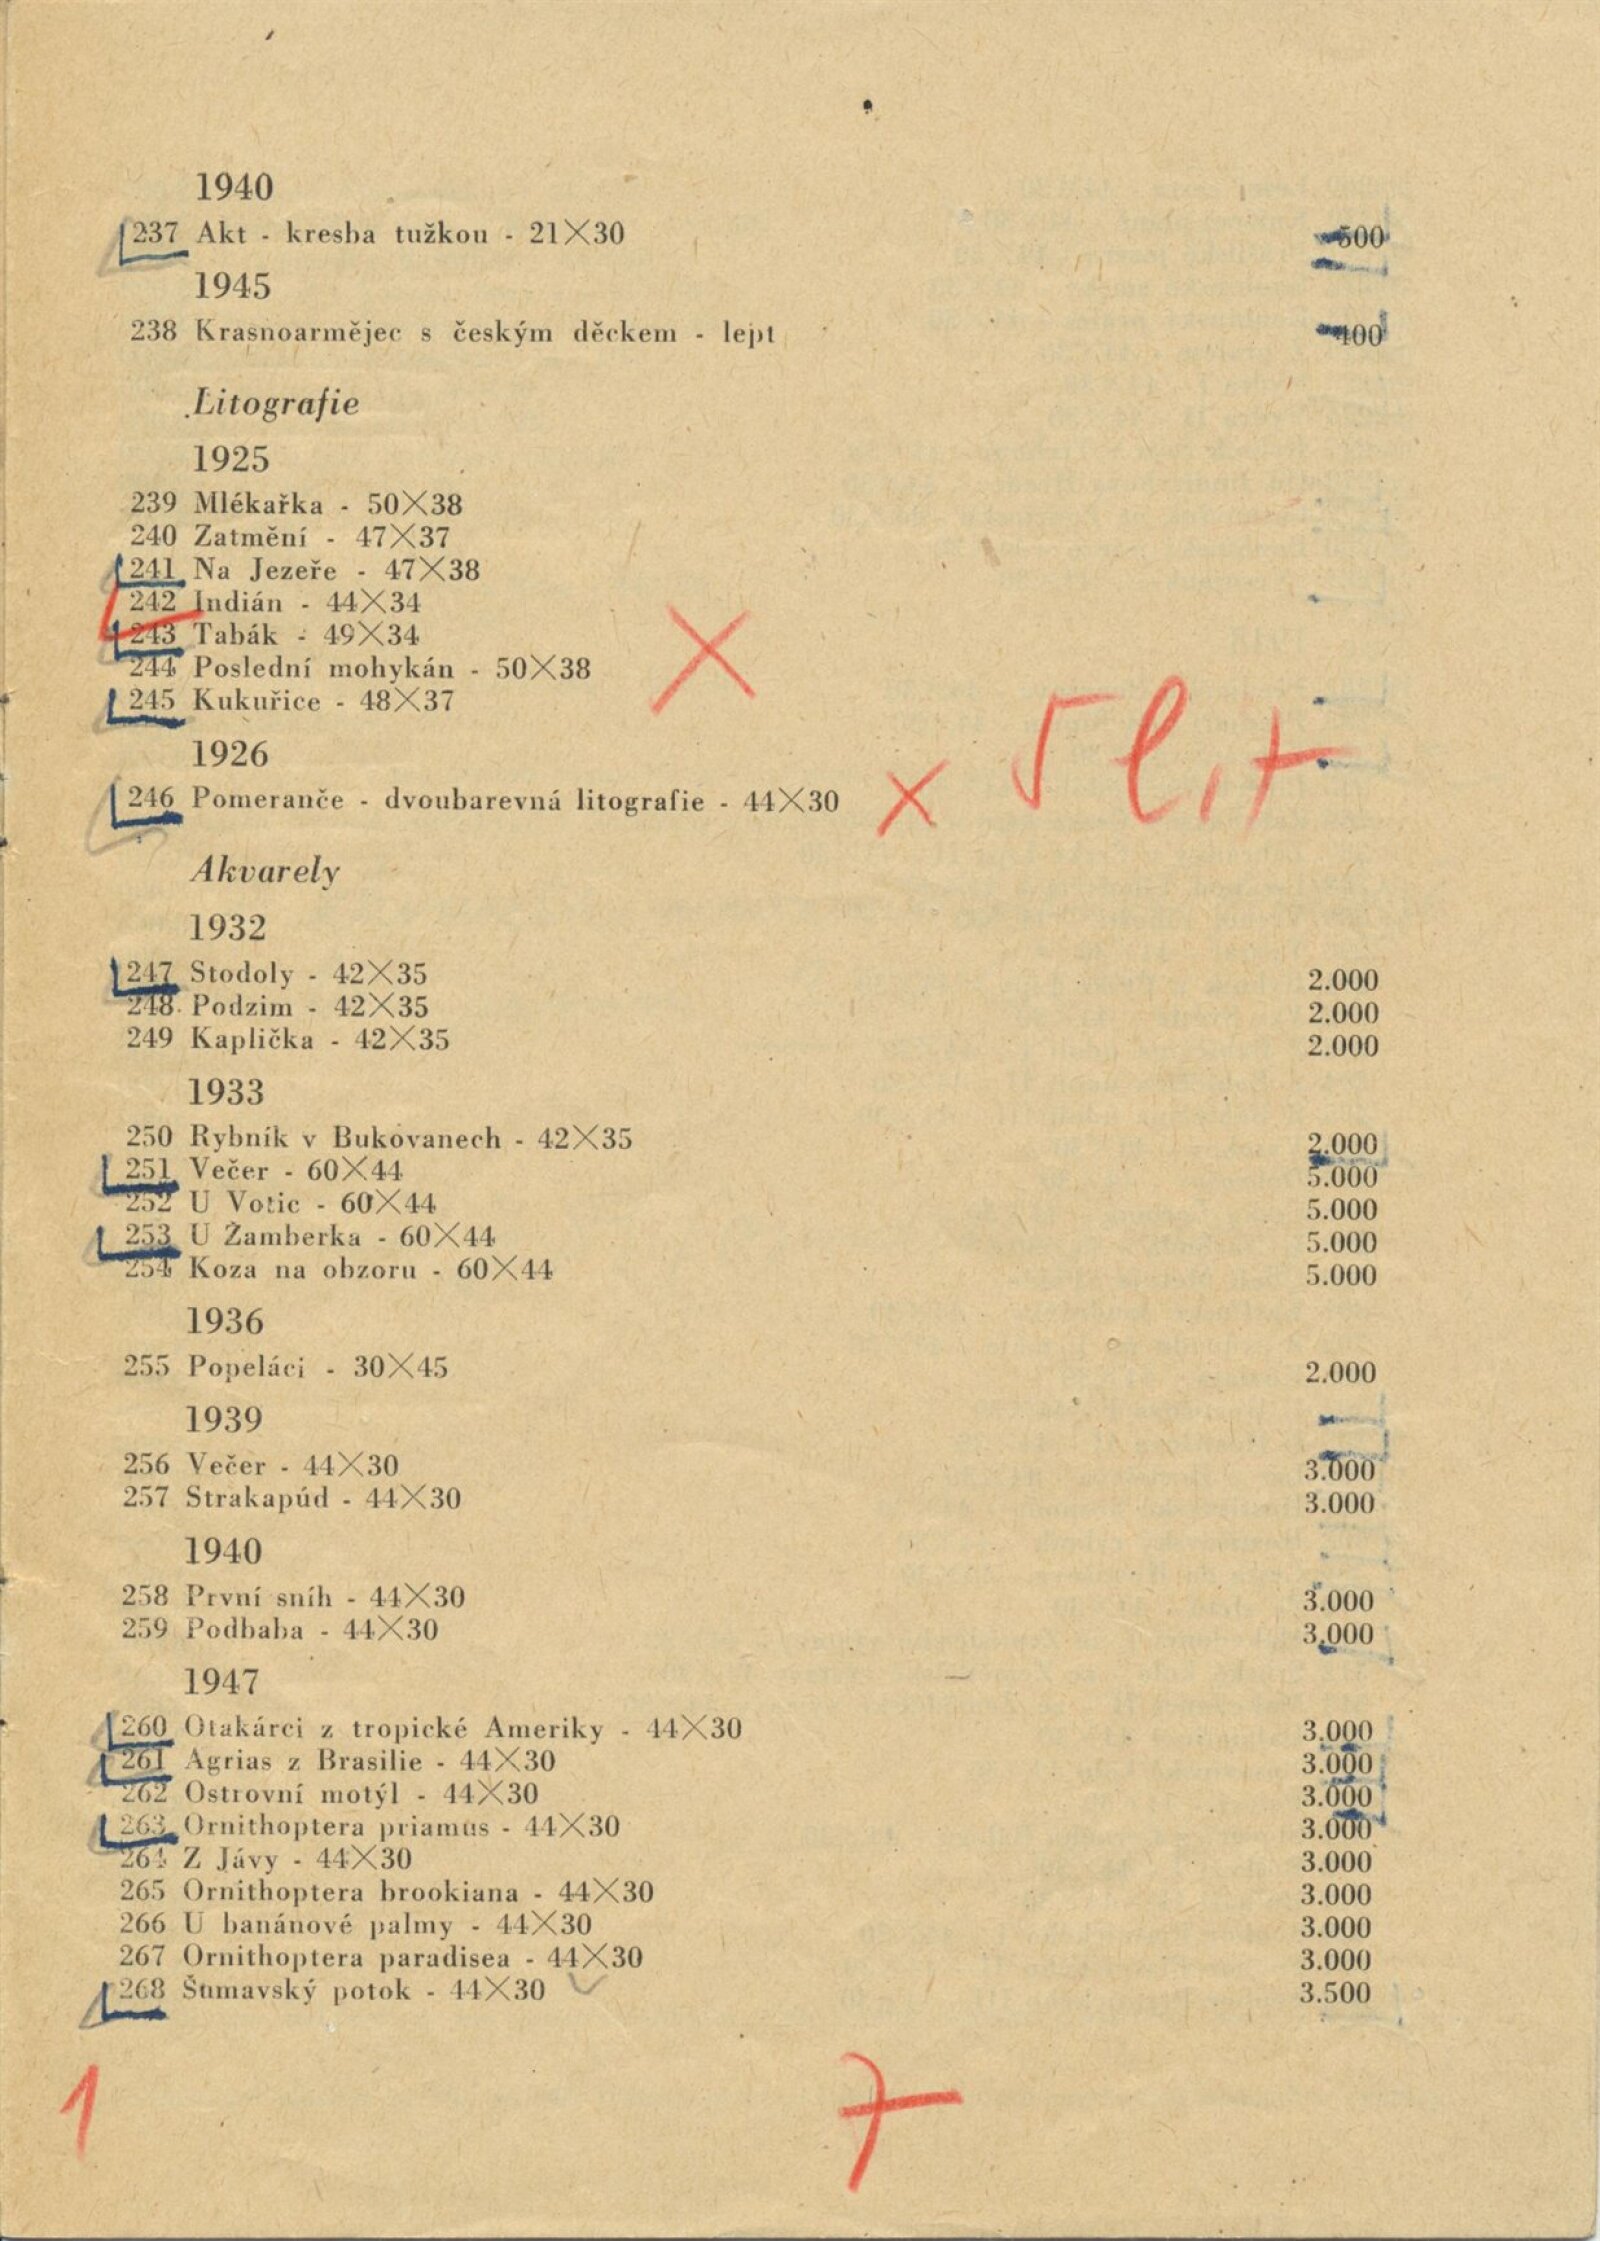 1940
237 Akt - kresba tužkou - 21×30 500
1945
238 Krasnoarmějec s českým děckem - lept 400
Litografie
1925
239 Mlékařka - 50×38
240 Zatmění - 47×37
241 Na Jezeře - 47×38
242 Indián - 44×34
243 Tabák - 49×34
244 Poslední mohykán - 50×38
245 Kukuřice - 48×37
5 lit
1926
246 Pomeranče - dvoubarevná litografie - 44×30
Akvarely
1932
247 Stodoly - 42×35 2.000
248 Podzim - 42×35 2.000
249 Kaplička - 42×35 2.000
1933
250 Rybník v Bukovanech - 42×35 2.000
251 Večer - 60×44 5.000
252 U Votic - 60×44 5.000
253 U Žamberka - 60×44 5.000
254 Koza na obzoru - 60×44 5.000
1936
255 Popeláci - 30×45 2.000
1939
256 Večer - 44×30 3.000
257 Strakapúd - 44×30 3.000
1940
258 První sníh - 44×30 3.000
259 Podbaba - 44×30 3.000
1947
260 Otakárci z tropické Ameriky - 44×30 3.000
261 Agrias z Brasilie - 44×30 3.000
262 Ostrovní motýl - 44×30 3.000
263 Ornithoptera priamus - 44×30 3.000
264 Z Jávy - 44×30 3.000
265 Ornithoptera brookiana - 44×30 3.000
266 U banánové palmy - 44×30 3.000
267 Ornithoptera paradisea - 44×30 3.000
268 Šumavský potok - 44×30 3.500
1 7